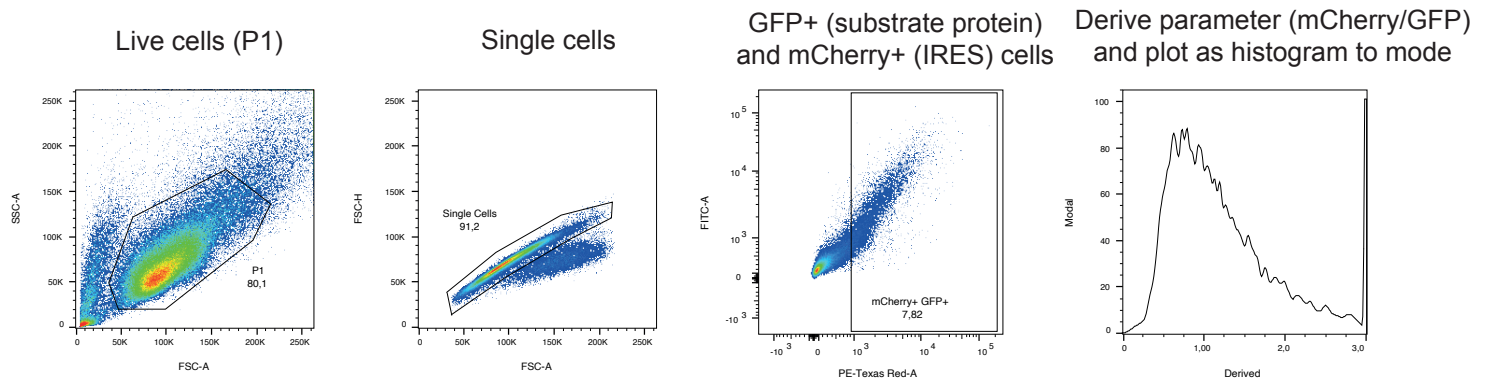 Live cells (P1)
Single cells
GFP+ (substrate protein)
and mCherry+ (IRES) cells
Derive parameter (mCherry/GFP)
and plot as histogram to mode
250K
200K
150K
100K
50K
0
SSC-A
P1
80,1
0 50K 100K 150K 200K 250K
FSC-A
250K
200K
150K
100K
50K
0
FSC-H
Single Cells
91,2
0 50K 100K 150K 200K 250K
FSC-A
10 5
10 4
10 3
0
-10 3
FITC-A
mCherry+ GFP+
7,82
-10 3 0 10 3 10 4 10 5
PE-Texas Red-A
100
80
60
40
20
0
Modal
0 1,00 2,00 3,0
Derived